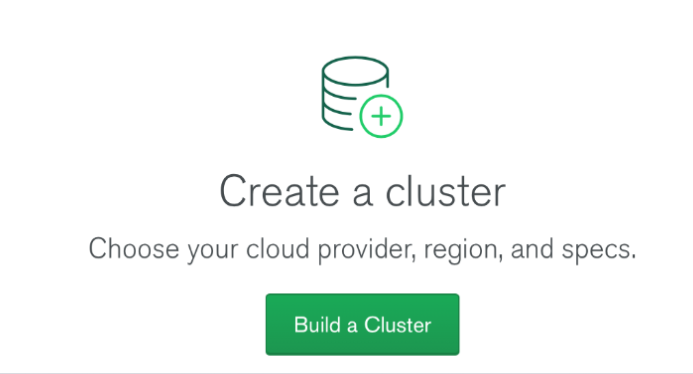 Create a cluster
Choose your cloud provider, region, and specs.
Build a Cluster